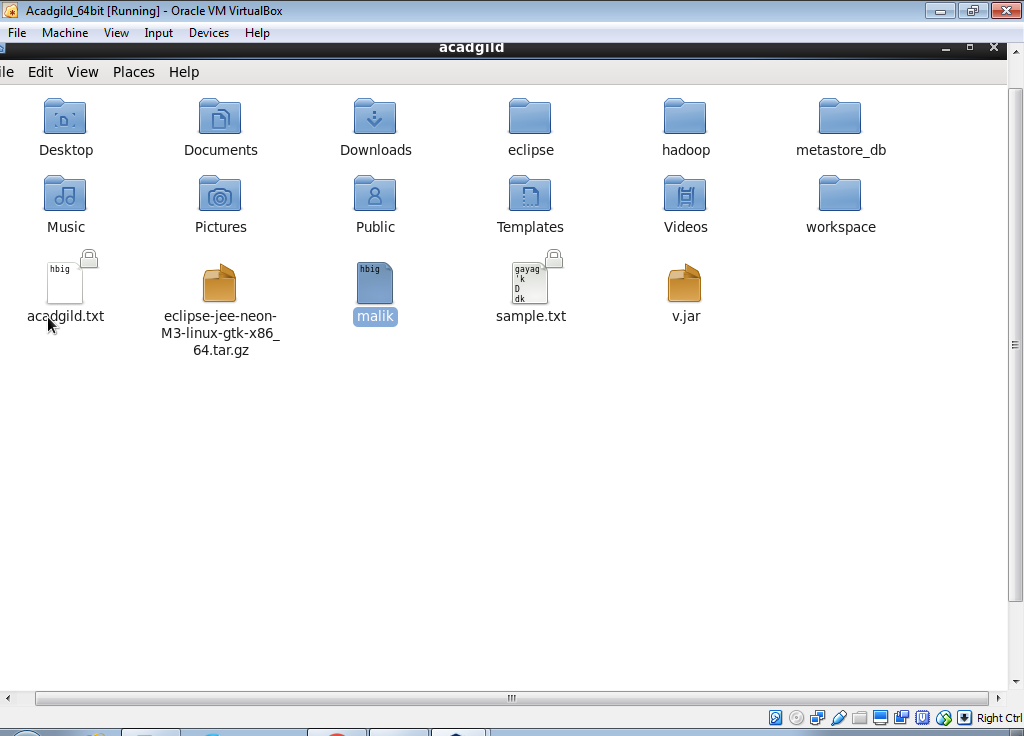 Acadgild_64bit [Running] - Oracle VM VirtualBox
File Machine View Input Devices Help
acadgild
ile Edit View Places Help
Desktop Documents Downloads eclipse hadoop metastore_db
Music Pictures Public Templates Videos workspace
hbig
hbig
gayag
'k
D
dk
acadgild.txt
eclipse-jee-neon-
M3-linux-gtk-x86_
64.tar.gz
malik
sample.txt
v.jar
Right Ctrl